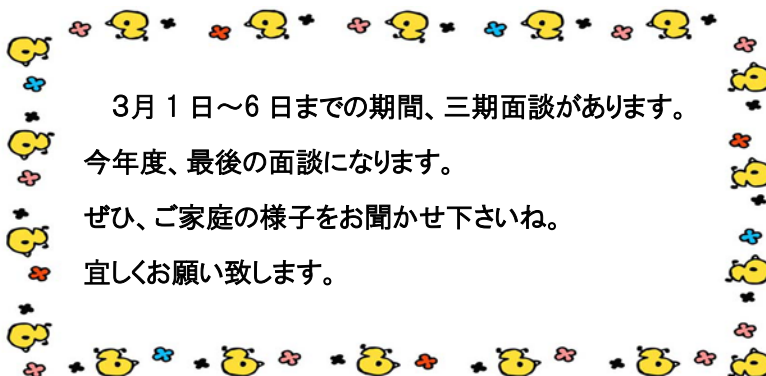 ３月１日～６日までの期間、三期面談があります。
今年度、最後の面談になります。
ぜひ、ご家庭の様子をお聞かせ下さいね。
宜しくお願い致します。